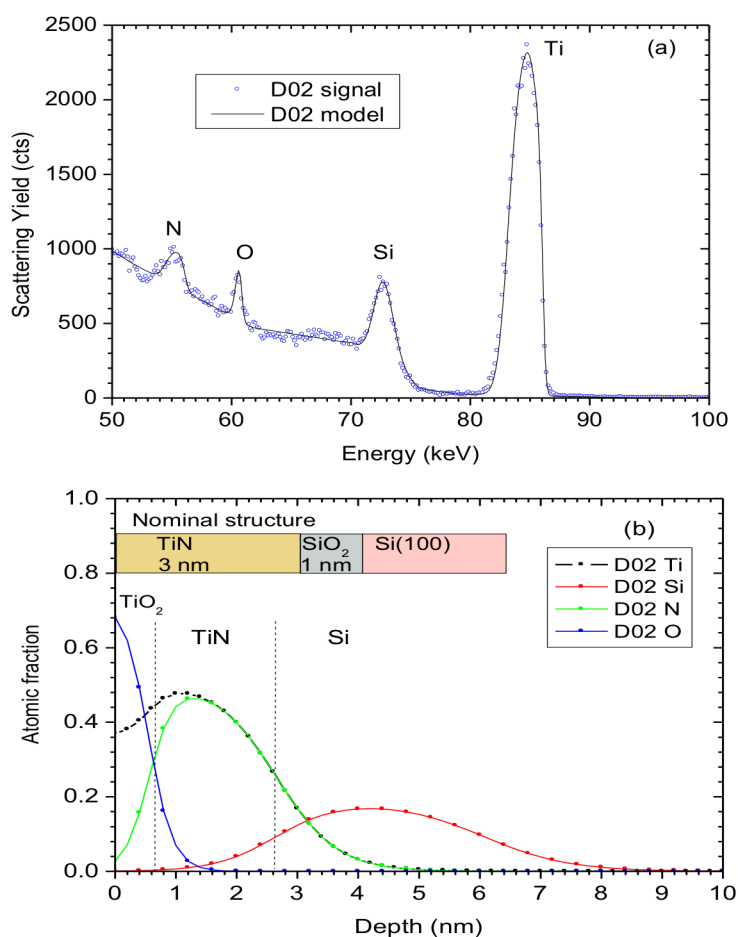 2500
2000
1500
1000
500
0
Scattering Yield (cts)
(a)
Ti
D02 signal
D02 model
N
O
Si
50 60 70 80 90 100
Energy (keV)
1.0
0.8
0.6
0.4
0.2
0.0
Atomic fraction
(b)
Nominal structure
TiN
3 nm
SiO2
1 nm
Si(100)
D02 Ti
D02 Si
D02 N
D02 O
TiO2
TiN
Si
0 1 2 3 4 5 6 7 8 9 10
Depth (nm)